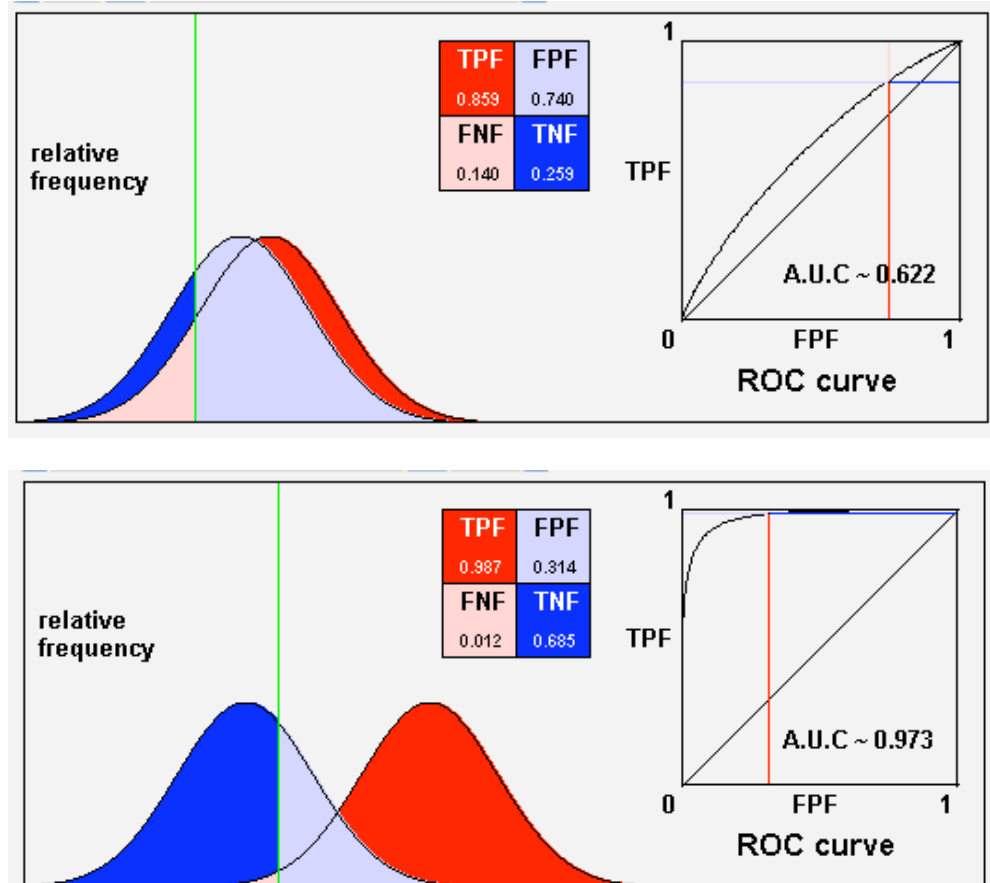 TPF FPF
0.859 0.740
FNF TNF
0.140 0.259
relative
frequency
1
TPF
A.U.C ~ 0.622
0 FPF 1
ROC curve
TPF FPF
0.987 0.314
FNF TNF
0.012 0.685
relative
frequency
1
TPF
A.U.C ~ 0.973
0 FPF 1
ROC curve